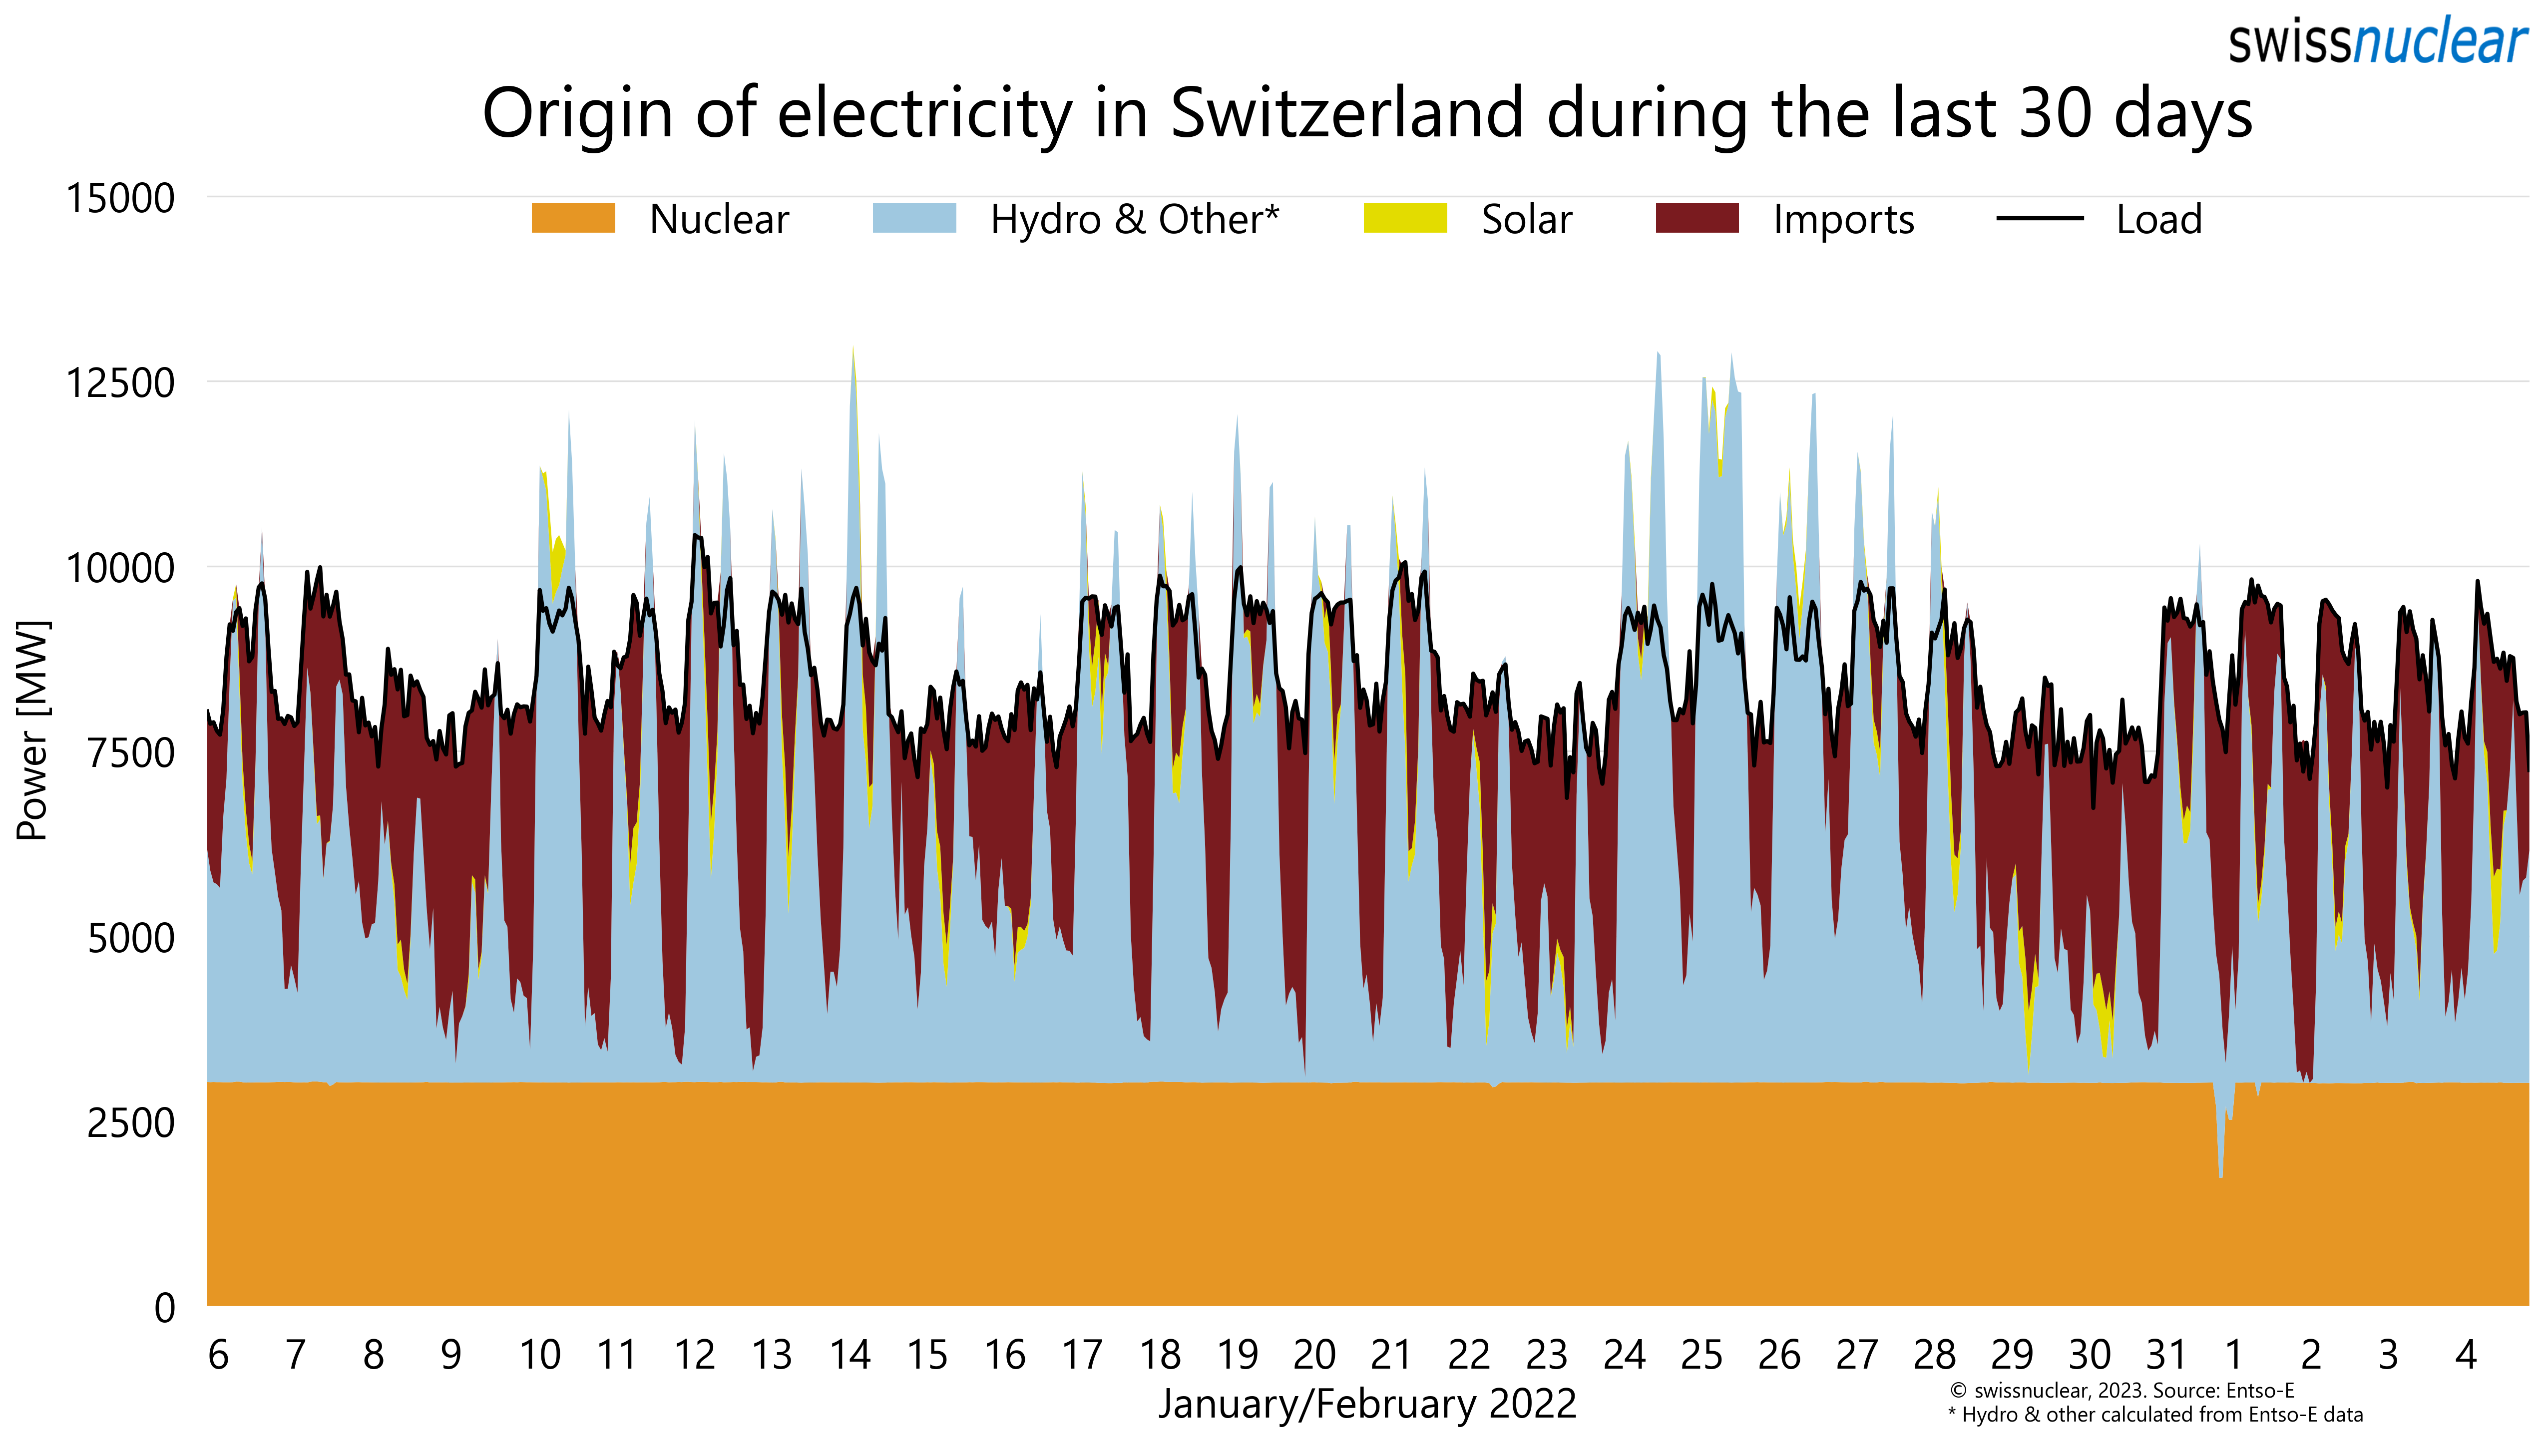 swissnuclear
Origin of electricity in Switzerland during the last 30 days
15000
Nuclear Hydro & Other* Solar Imports Load
12500
10000
7500
5000
2500
0
Power [MW]
6 7 8 9 10 11 12 13 14 15 16 17 18 19 20 21 22 23 24 25 26 27 28 29 30 31 1 2 3 4
January/February 2022
© swissnuclear, 2023. Source: Entso-E
* Hydro & other calculated from Entso-E data